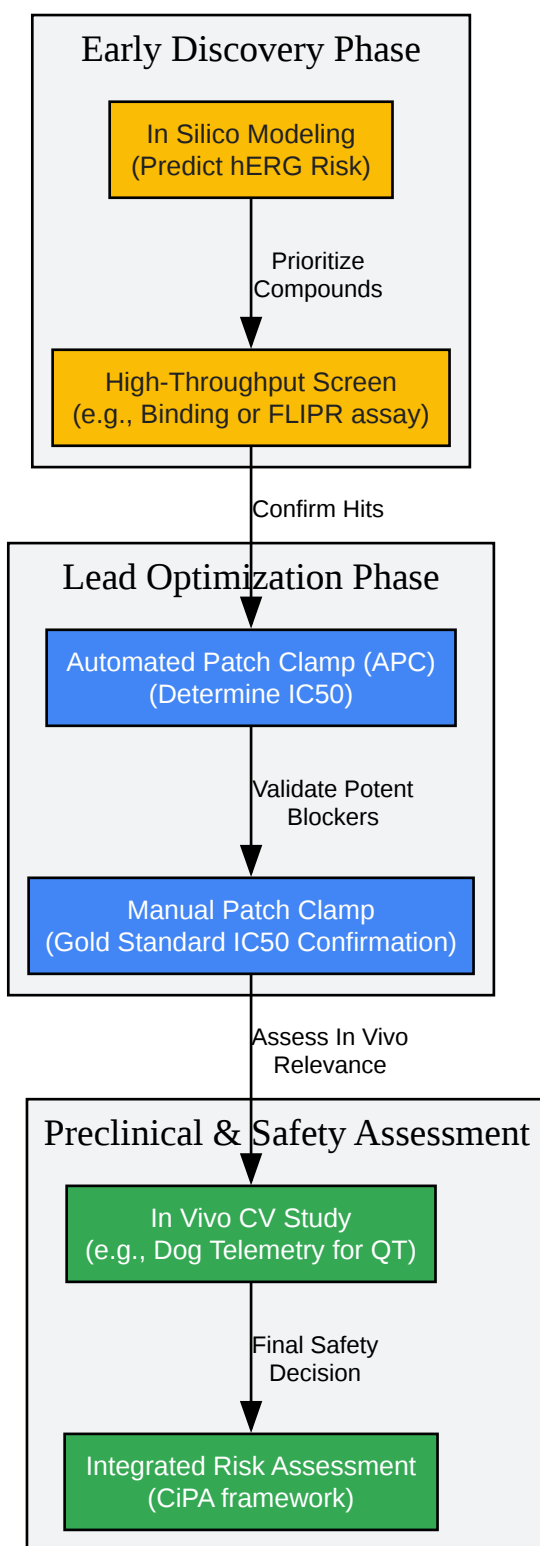 Early Discovery Phase
In Silico Modeling
(Predict hERG Risk)
Prioritize
Compounds
High-Throughput Screen
(e.g., Binding or FLIPR assay)
Confirm Hits
Lead Optimization Phase
Automated Patch Clamp (APC)
(Determine IC50)
Validate Potent
Blockers
Manual Patch Clamp
(Gold Standard IC50 Confirmation)
Assess In Vivo
Relevance
Preclinical & Safety Assessment
In Vivo CV Study
(e.g., Dog Telemetry for QT)
Final Safety
Decision
Integrated Risk Assessment
(CiPA framework)